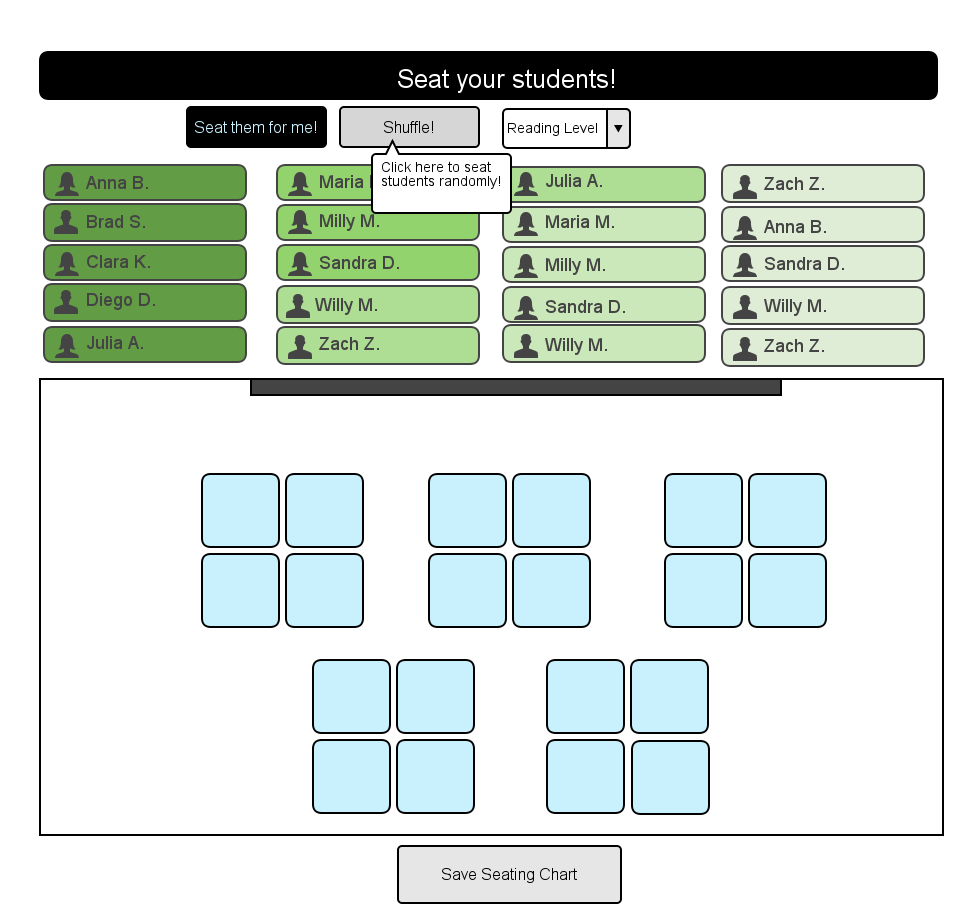 Seat your students!
Seat them for me!
Shuffle!
Reading Level
Click here to seat
students randomly!
Anna B.
Brad S.
Clara K.
Diego D.
Julia A.
Maria
Milly M.
Sandra D.
Willy M.
Zach Z.
Julia A.
Maria M.
Milly M.
Sandra D.
Willy M.
Zach Z.
Anna B.
Sandra D.
Willy M.
Zach Z.
Save Seating Chart